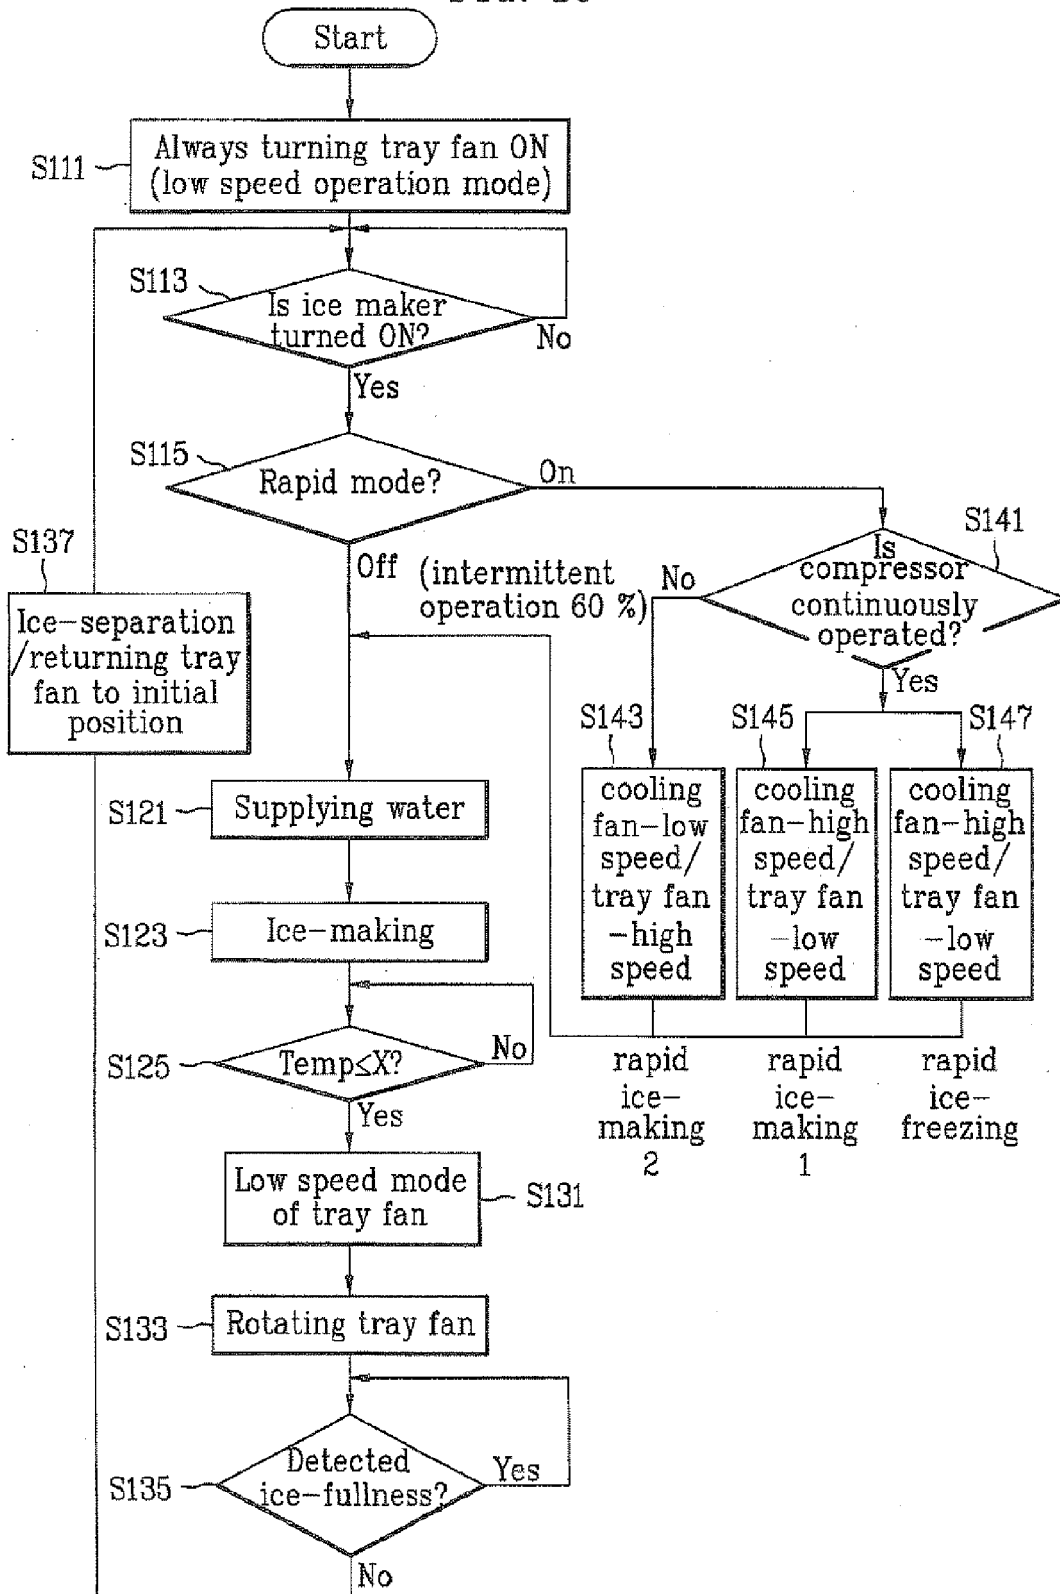 Start
S111
Always turning tray fan ON
(low speed operation mode)
S113
Is ice maker
turned ON?
No
Yes
S115
Rapid mode?
On
Off
S137
Ice-separation
/returning tray
fan to initial
position
(intermittent
operation 60 %)
No
S141
Is
compressor
continuously
operated?
Yes
S143
cooling
fan-low
speed/
tray fan
-high
speed
S145
cooling
fan-high
speed/
tray fan
-low
speed
S147
cooling
fan-high
speed/
tray fan
-low
speed
rapid
ice-
making
2
rapid
ice-
making
1
rapid
ice-
freezing
S121
Supplying water
S123
Ice-making
S125
Temp≤X?
No
Yes
Low speed mode
of tray fan
S131
S133
Rotating tray fan
S135
Detected
ice-fullness?
Yes
No